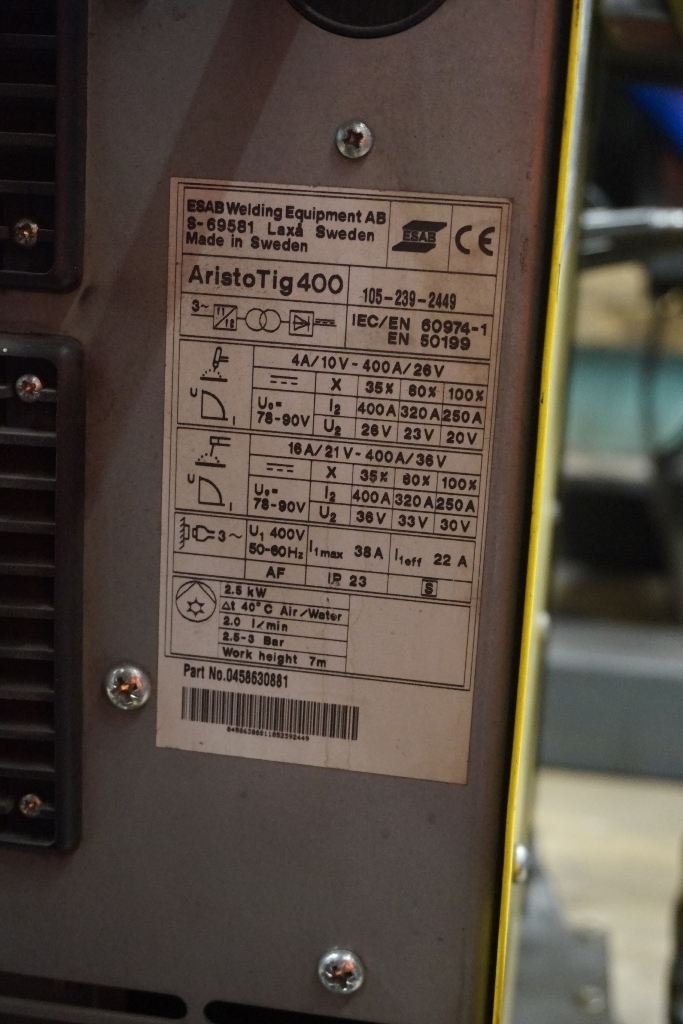 ESAB Welding Equipment AB
S-69581 Laxå Sweden
Made in Sweden
ESAB
CE
AristoTig 400
105-239-2449
3~
IEC/EN 60974-1
EN 50199
4A/10V-400A/26V
X 35% 60% 100%
U₀=
78-90V
I₂ 400A 320A 250A
U₂ 26V 23V 20V
U
I
16A/21V-400A/36V
X 35% 60% 100%
U₀=
78-90V
I₂ 400A 320A 250A
U₂ 36V 33V 30V
U
I
3~
U₁ 400V
50-60Hz
I₁max 38A
I₁eff 22 A
AF
IP 23
S
2.5 kW
Δt 40°C Air/Water
2.0 l/min
2.5-3 Bar
Work height 7m
Part No.0458630881